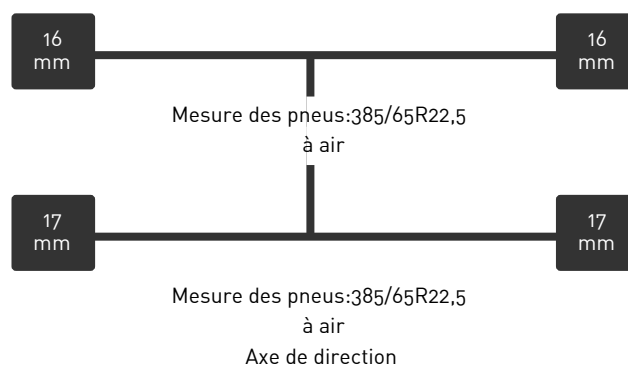 16
mm
16
mm
Mesure des pneus:385/65R22,5
à air
17
mm
17
mm
Mesure des pneus:385/65R22,5
à air
Axe de direction